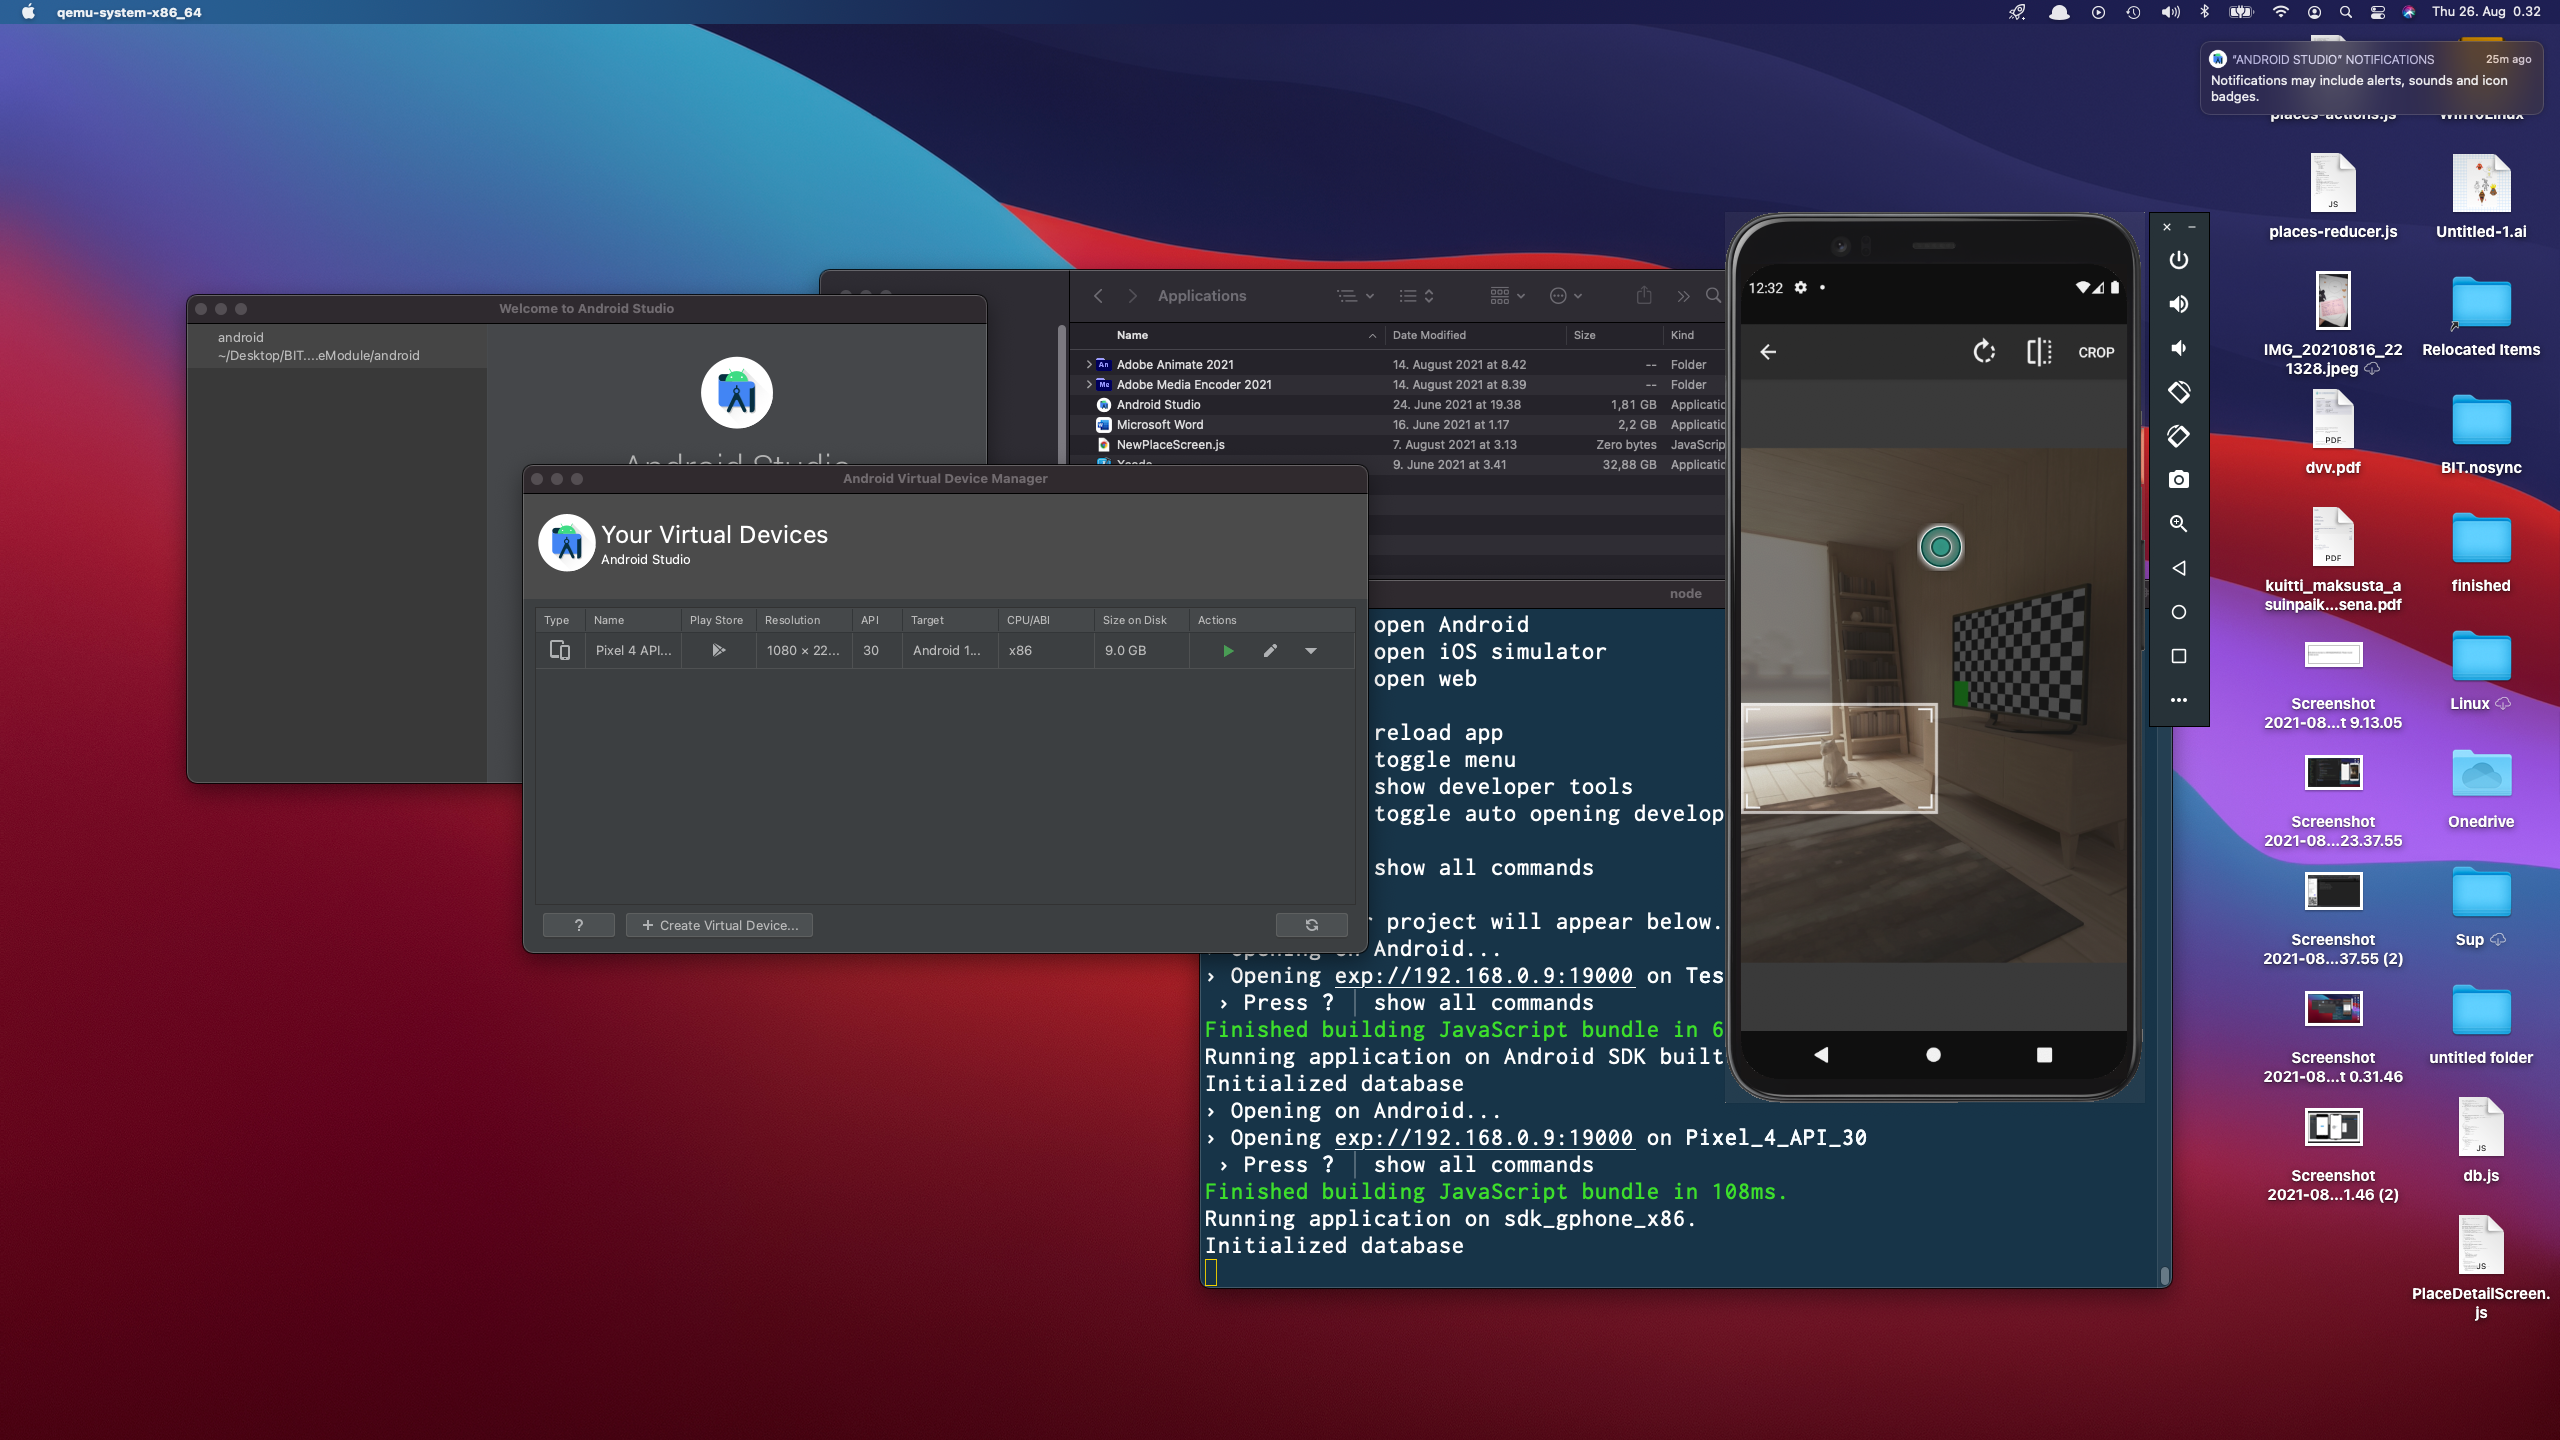 qemu-system-x86_64
Thu 26. Aug 0.32
"ANDROID STUDIO" NOTIFICATIONS
25m ago
Notifications may include alerts, sounds and icon
badges.
places-actions.js
Win10Linux
places-reducer.js
Untitled-1.ai
IMG_20210816_22
1328.jpeg
Relocated Items
PDF
dvv.pdf
BIT.nosync
PDF
kuitti_maksusta_a
suinpaik...sena.pdf
finished
Screenshot
2021-08...t 9.13.05
Linux
Screenshot
2021-08...23.37.55
Onedrive
Screenshot
2021-08...37.55 (2)
Sup
Screenshot
2021-08...t 0.31.46
untitled folder
Screenshot
2021-08...1.46 (2)
JS
db.js
JS
PlaceDetailScreen.
js
Welcome to Android Studio
android
~/Desktop/BIT....eModule/android
Android Studio
Applications
Name
Date Modified
Size
Kind
Adobe Animate 2021
14. August 2021 at 8.42
--
Folder
Adobe Media Encoder 2021
14. August 2021 at 8.39
--
Folder
Android Studio
24. June 2021 at 19.38
1,81 GB
Applicatio
Microsoft Word
16. June 2021 at 1.17
2,2 GB
Applicatio
NewPlaceScreen.js
7. August 2021 at 3.13
Zero bytes
JavaScrip
Xcode
9. June 2021 at 3.41
32,88 GB
Applicatio
Android Virtual Device Manager
Your Virtual Devices
Android Studio
Type
Name
Play Store
Resolution
API
Target
CPU/ABI
Size on Disk
Actions
Pixel 4 API...
1080 × 22...
30
Android 1...
x86
9.0 GB
?
+ Create Virtual Device...
node
open Android
open iOS simulator
open web
reload app
toggle menu
show developer tools
toggle auto opening develop
show all commands
project will appear below.
Opening on Android...
› Opening exp://192.168.0.9:19000 on Tes
› Press ? │ show all commands
Finished building JavaScript bundle in 6
Running application on Android SDK built
Initialized database
› Opening on Android...
› Opening exp://192.168.0.9:19000 on Pixel_4_API_30
› Press ? │ show all commands
Finished building JavaScript bundle in 108ms.
Running application on sdk_gphone_x86.
Initialized database
12:32
CROP